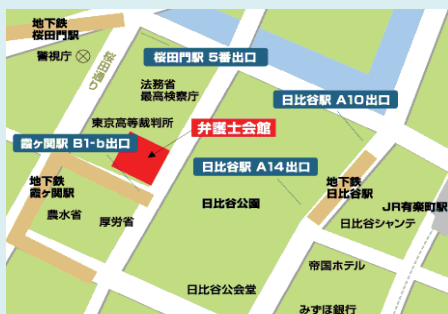 地下鉄
桜田門駅
警視庁
桜田通り
桜田門駅 5番出口
法務省
最高検察庁
日比谷駅 A10出口
東京高等裁判所
弁護士会館
霞ヶ関駅 B1-b出口
日比谷駅 A14出口
地下鉄
霞ヶ関駅
地下鉄
日比谷駅
農水省
厚労省
日比谷公園
JR有楽町駅
日比谷シャンテ
帝国ホテル
日比谷公会堂
みずほ銀行